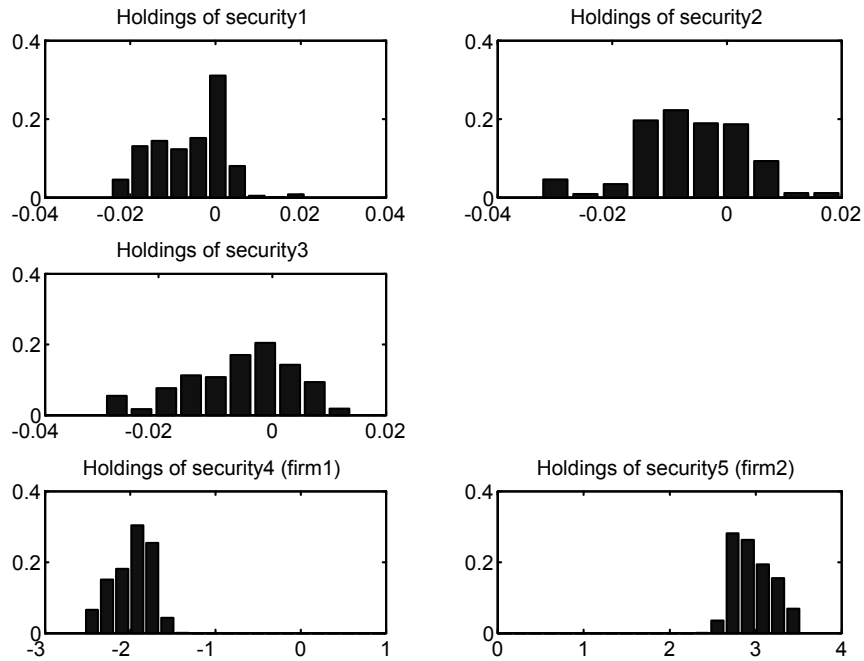 Holdings of security1
0.4
0.2
0
-0.04 -0.02 0 0.02 0.04
Holdings of security2
0.4
0.2
0
-0.04 -0.02 0 0.02
Holdings of security3
0.4
0.2
0
-0.04 -0.02 0 0.02
Holdings of security4 (firm1)
0.4
0.2
0
-3 -2 -1 0 1
Holdings of security5 (firm2)
0.4
0.2
0
0 1 2 3 4